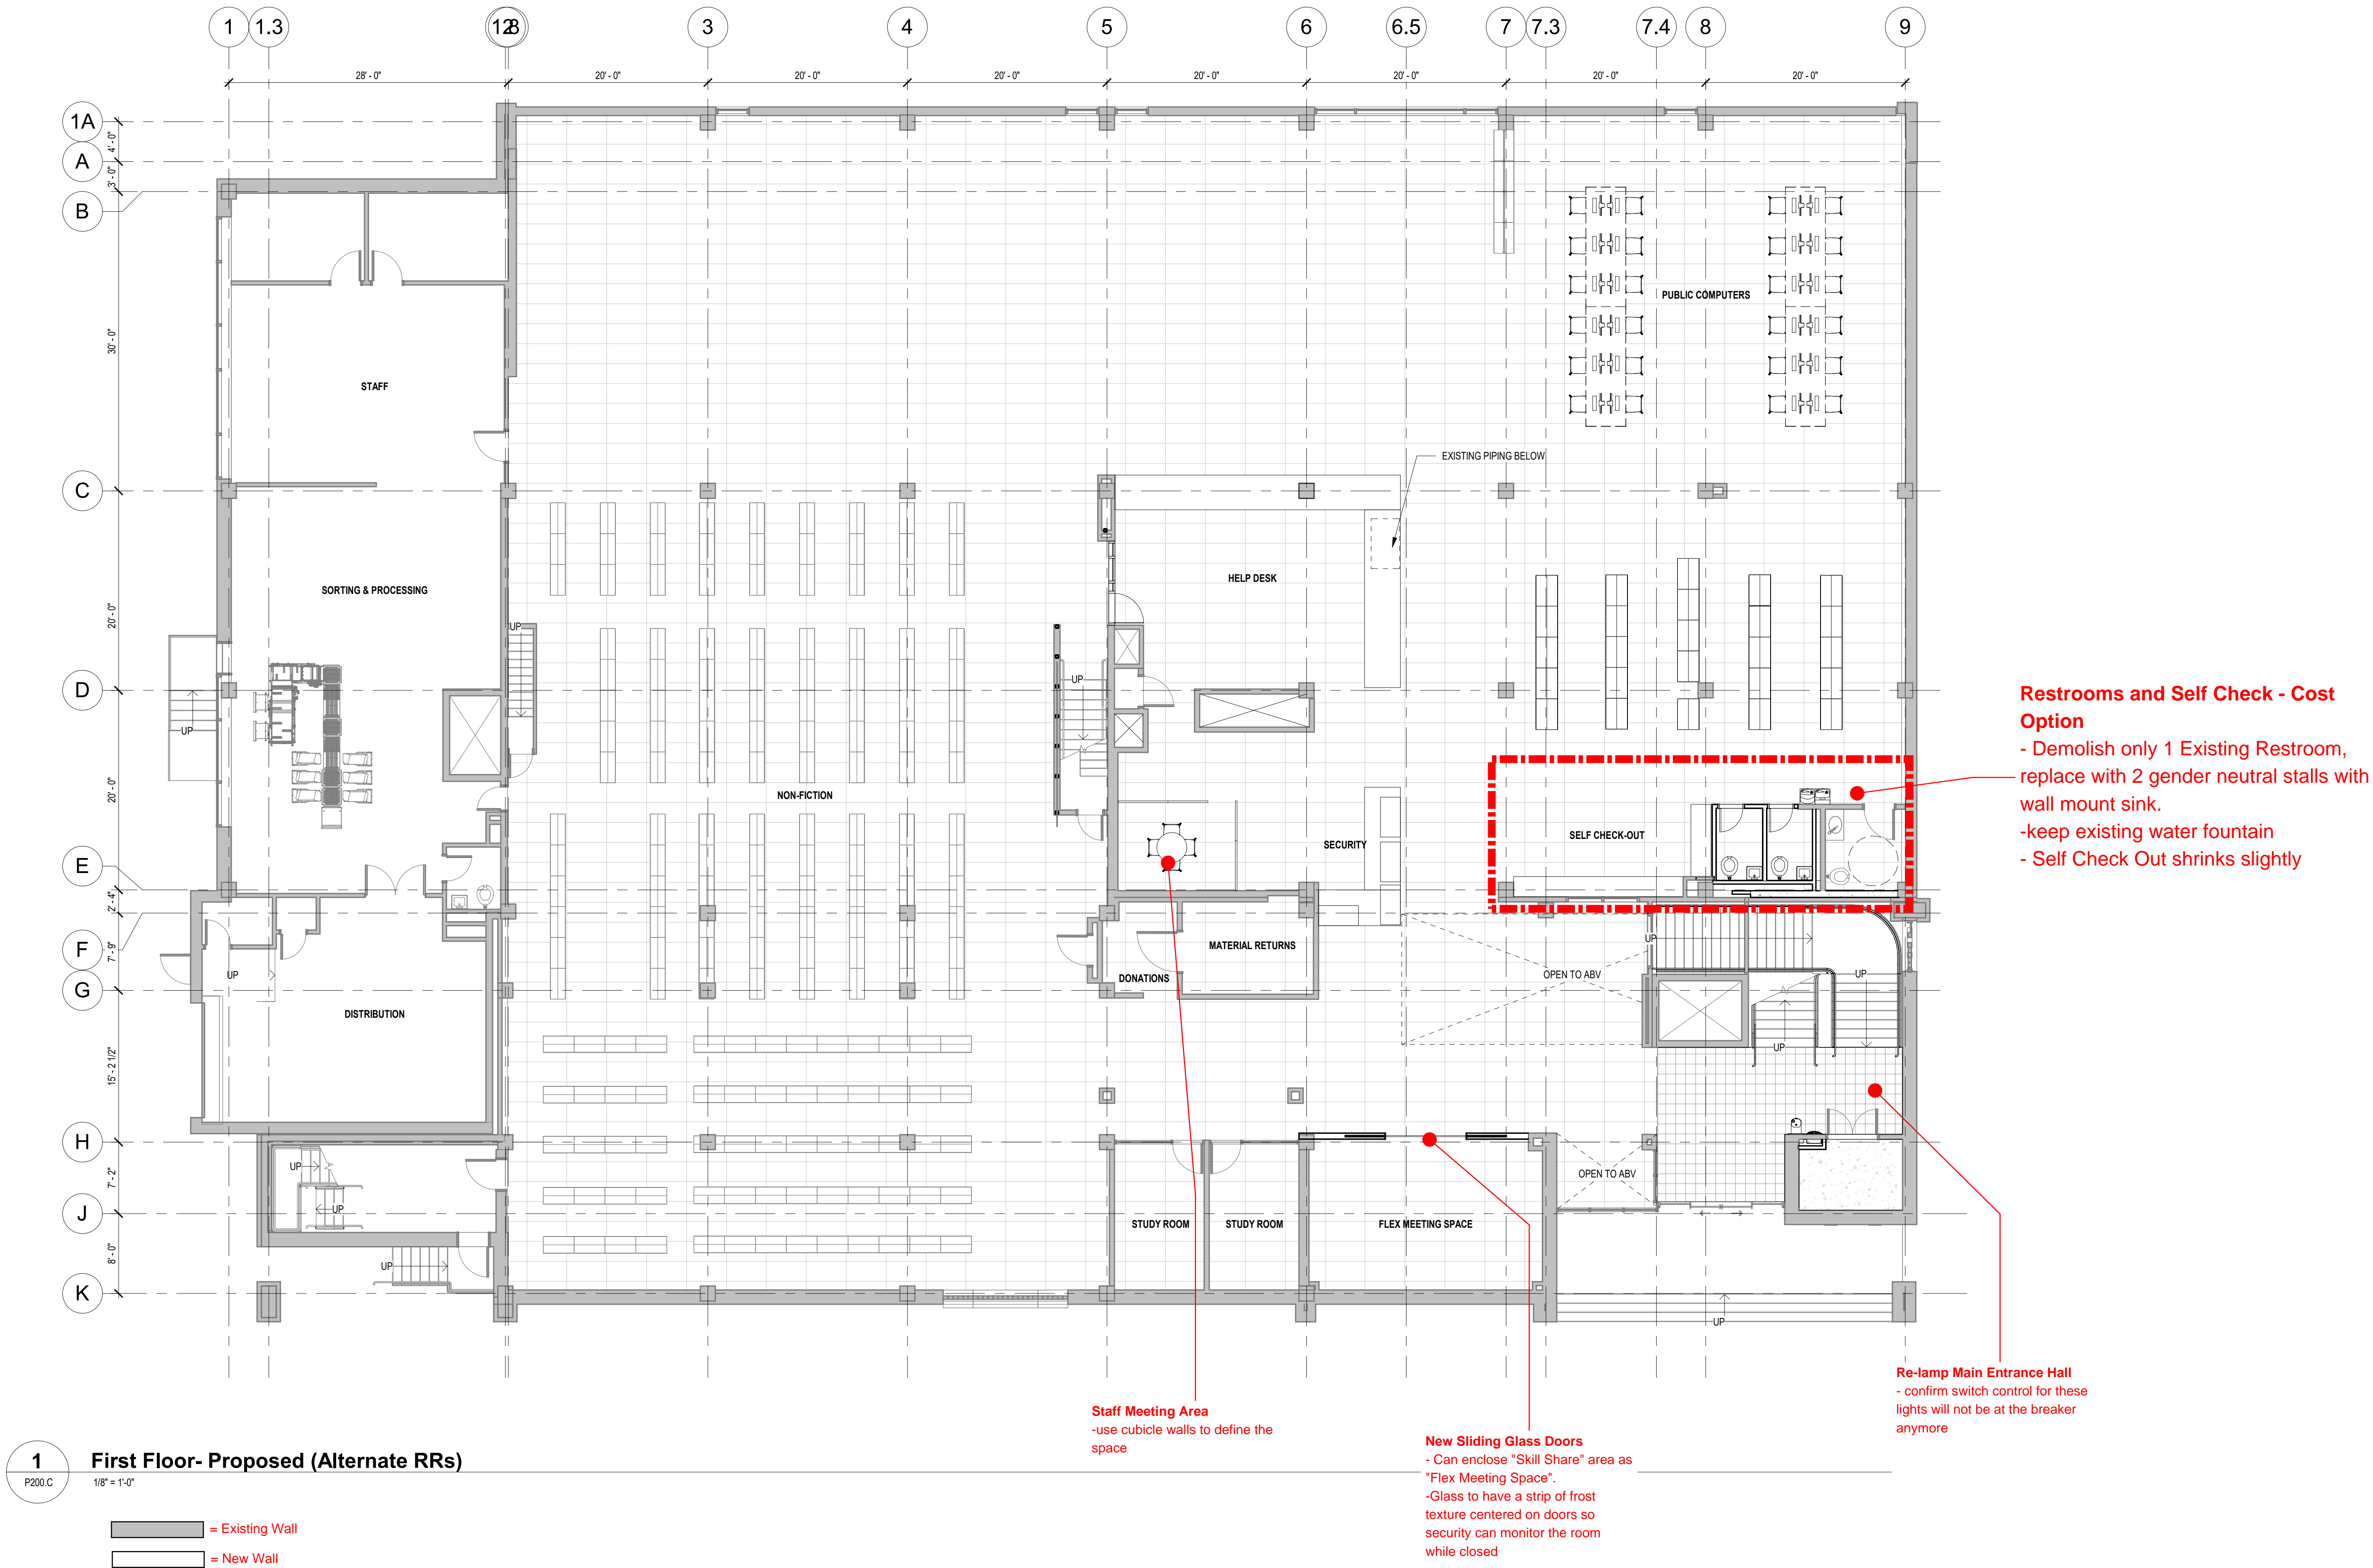 1 1.3 1.8 2 3 4 5 6 6.5 7 7.3 7.4 8 9
28' - 0" 20' - 0" 20' - 0" 20' - 0" 20' - 0" 20' - 0" 20' - 0" 20' - 0"
1A
4' - 0"
A
3' - 0"
B
30' - 0"
C
20' - 0"
D
20' - 0"
E
2' - 4"
F
7' - 9"
G
15' - 2 1/2"
H
7' - 2"
J
8' - 0"
K
PUBLIC COMPUTERS
STAFF
EXISTING PIPING BELOW
HELP DESK
SORTING & PROCESSING
UP
UP
UP
NON-FICTION
SELF CHECK-OUT
SECURITY
MATERIAL RETURNS
DONATIONS
OPEN TO ABV
UP
UP
UP
UP
DISTRIBUTION
UP
UP
OPEN TO ABV
STUDY ROOM
STUDY ROOM
FLEX MEETING SPACE
UP
UP
Restrooms and Self Check - Cost
Option
- Demolish only 1 Existing Restroom,
replace with 2 gender neutral stalls with
wall mount sink.
-keep existing water fountain
- Self Check Out shrinks slightly
Re-lamp Main Entrance Hall
- confirm switch control for these
lights will not be at the breaker
anymore
Staff Meeting Area
-use cubicle walls to define the
space
New Sliding Glass Doors
- Can enclose "Skill Share" area as
"Flex Meeting Space".
-Glass to have a strip of frost
texture centered on doors so
security can monitor the room
while closed
1
P200.C
First Floor- Proposed (Alternate RRs)
1/8" = 1'-0"
= Existing Wall
= New Wall